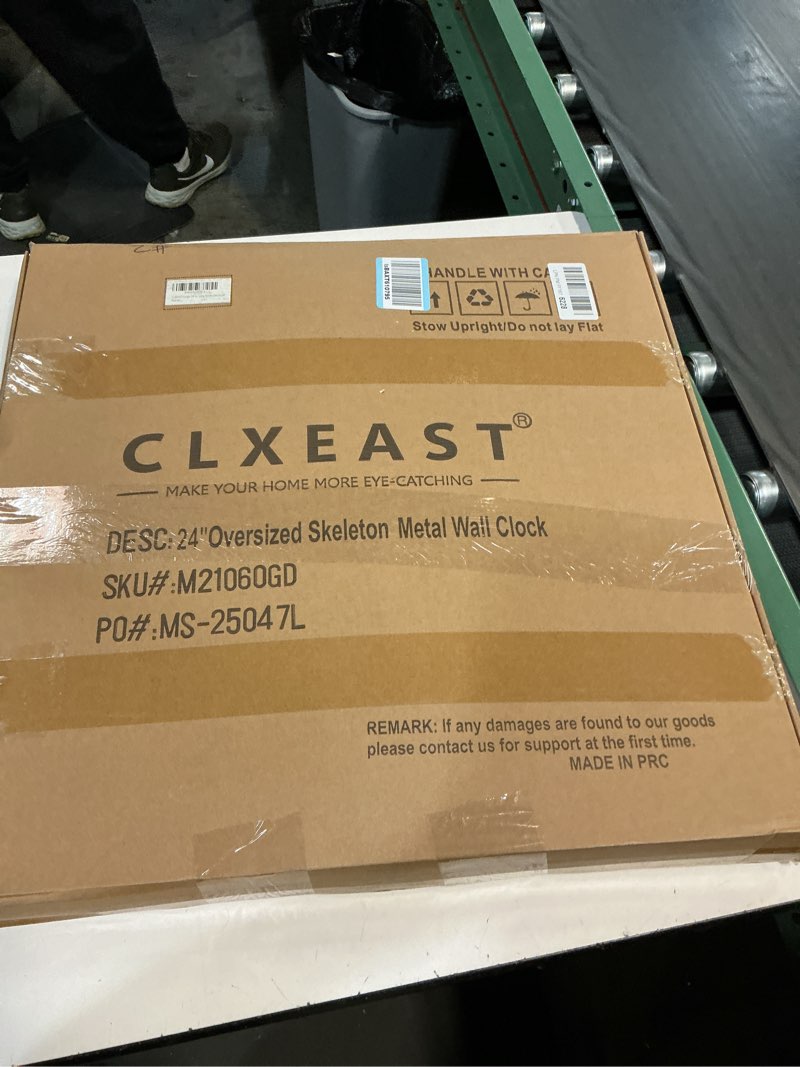 HANDLE WITH CA
Stow Upright/Do not lay Flat
CLXEAST®
MAKE YOUR HOME MORE EYE-CATCHING
DESC: 24"Oversized Skeleton Metal Wall Clock
SKU#:M21060GD
PO#:MS-25047L
REMARK: If any damages are found to our goods
please contact us for support at the first time.
MADE IN PRC